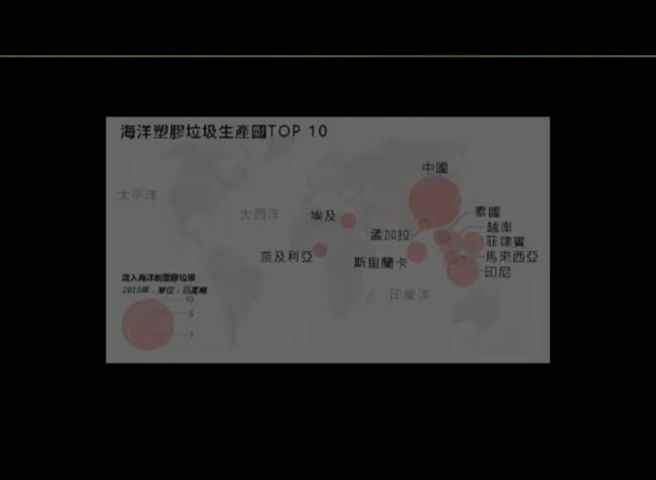 海洋塑膠垃圾生產國TOP 10
中國
太平洋
大西洋
埃及
泰國
越南
孟加拉
菲律賓
奈及利亞
斯里蘭卡
馬來西亞
印尼
流入海洋的塑膠垃圾
2010年，單位：百萬噸
印度洋
10
5
1